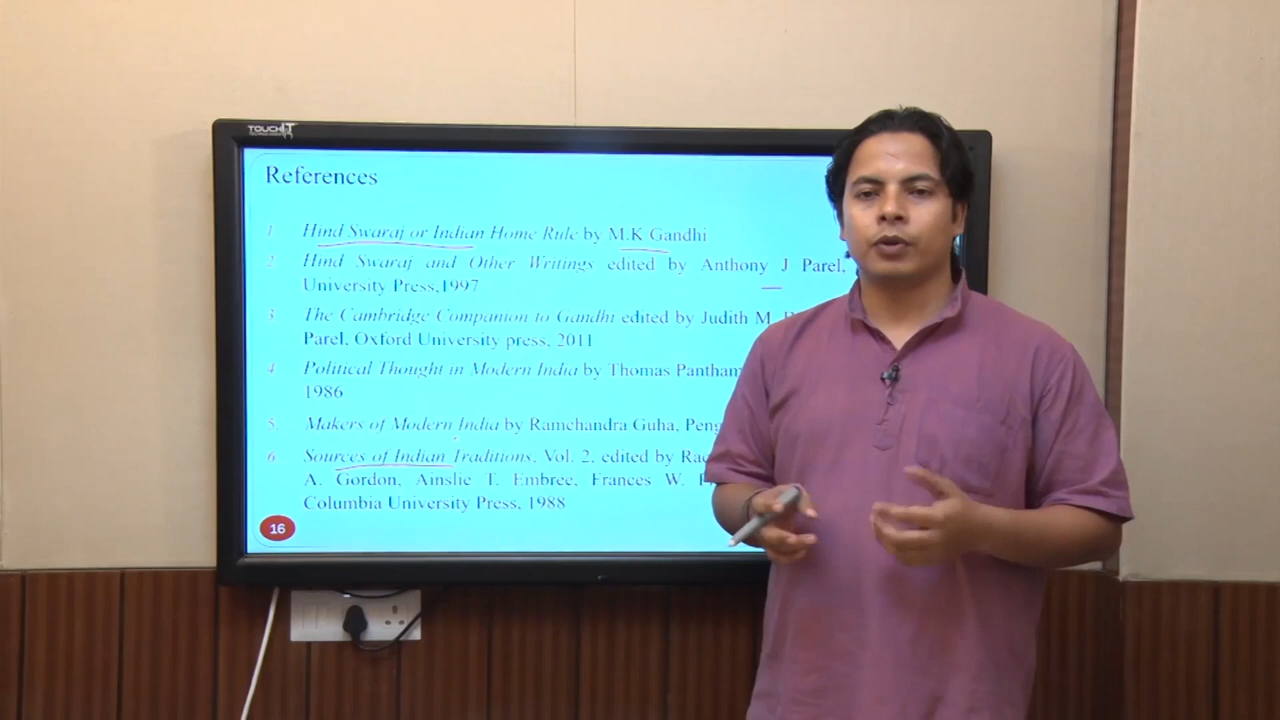 TOUCHIT
References
1. Hind Swaraj or Indian Home Rule by M.K Gandhi
2. Hind Swaraj and Other Writings edited by Anthony J Parel,
University Press,1997
3. The Cambridge Companion to Gandhi edited by Judith M.
Parel, Oxford University press, 2011
4. Political Thought in Modern India by Thomas Pantham
1986
5. Makers of Modern India by Ramchandra Guha,
6. Sources of Indian Traditions, Vol. 2, edited by
A. Gordon, Ainslie T. Embree, Frances W.
Columbia University Press, 1988
16